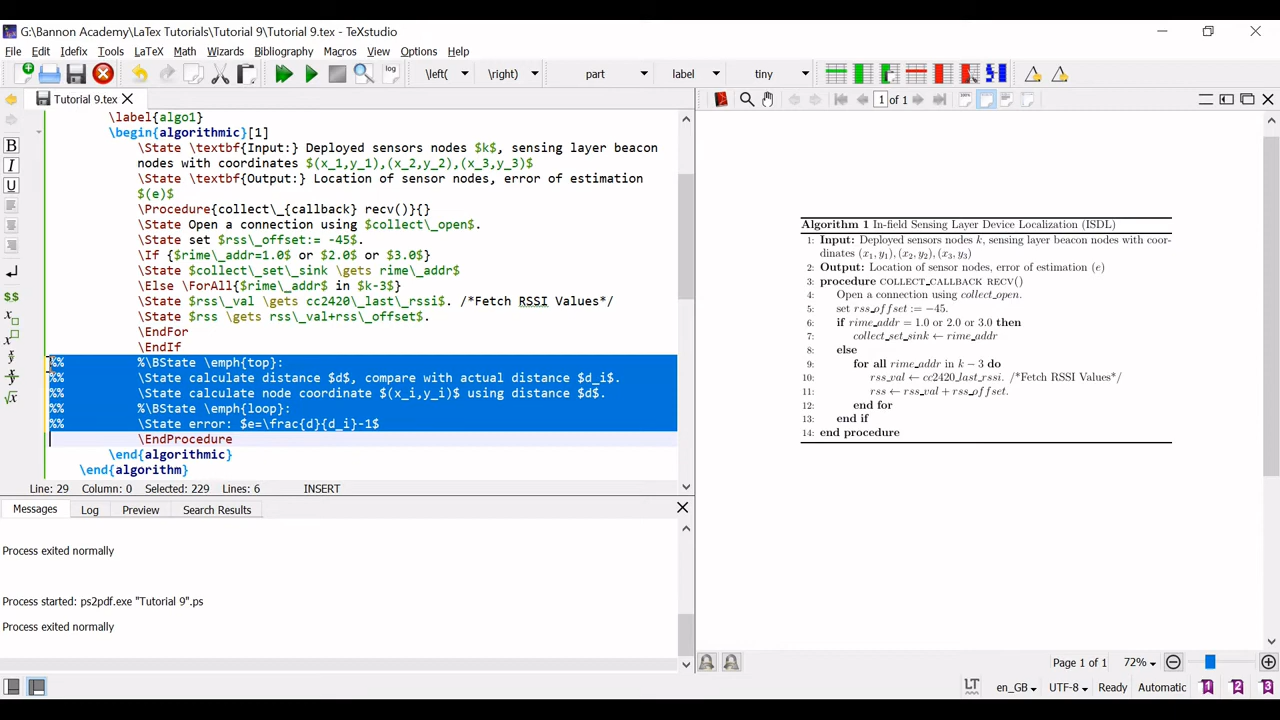 G:\Bannon Academy\LaTex Tutorials\Tutorial 9\Tutorial 9.tex - TeXstudio
File Edit Idefix Tools LaTeX Math Wizards Bibliography Macros View Options Help
log \left( \right) part label tiny
Tutorial 9.tex
1 of 1
\label{algo1}
\begin{algorithmic}[1]
\State \textbf{Input:} Deployed sensors nodes $k$, sensing layer beacon
nodes with coordinates $(x_1,y_1),(x_2,y_2),(x_3,y_3)$
\State \textbf{Output:} Location of sensor nodes, error of estimation
$(e)$
\Procedure{collect\_{callback} recv()}{}
\State Open a connection using $collect\_open$.
\State set $rss\_offset:= -45$.
\If {$rime\_addr=1.0$ or $2.0$ or $3.0$}
\State $collect\_set\_sink \gets rime\_addr$
\Else \ForAll{$rime\_addr$ in $k-3$}
\State $rss\_val \gets cc2420\_last\_rssi$. /*Fetch RSSI Values*/
\State $rss \gets rss\_val+rss\_offset$.
\EndFor
\EndIf
%% %\BState \emph{top}:
%% \State calculate distance $d$, compare with actual distance $d_i$.
%% \State calculate node coordinate $(x_i,y_i)$ using distance $d$.
%% %\BState \emph{loop}:
%% \State error: $e=\frac{d}{d_i}-1$
\EndProcedure
\end{algorithmic}
\end{algorithm}
Line: 29 Column: 0 Selected: 229 Lines: 6 INSERT
Messages Log Preview Search Results
Process exited normally
Process started: ps2pdf.exe "Tutorial 9".ps
Process exited normally
Algorithm 1 In-field Sensing Layer Device Localization (ISDL)
1: Input: Deployed sensors nodes k, sensing layer beacon nodes with coor-
dinates (x₁, y₁), (x₂, y₂), (x₃, y₃)
2: Output: Location of sensor nodes, error of estimation (e)
3: procedure COLLECT_CALLBACK RECV()
4: Open a connection using collect_open.
5: set rss_offset := −45.
6: if rime_addr = 1.0 or 2.0 or 3.0 then
7: collect_set_sink ← rime_addr
8: else
9: for all rime_addr in k − 3 do
10: rss_val ← cc2420_last_rssi. /*Fetch RSSI Values*/
11: rss ← rss_val + rss_offset.
12: end for
13: end if
14: end procedure
Page 1 of 1 72%
LT en_GB UTF-8 Ready Automatic 1 2 3